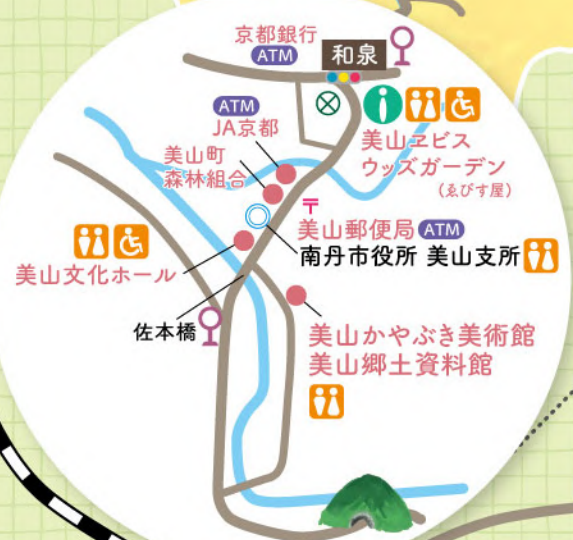 京都銀行
ATM
和泉
ATM
JA京都
美山町
森林組合
美山ヱビス
ウッズガーデン
(ゑびす屋)
〒
美山郵便局 ATM
南丹市役所 美山支所
美山文化ホール
佐本橋
美山かやぶき美術館
美山郷土資料館